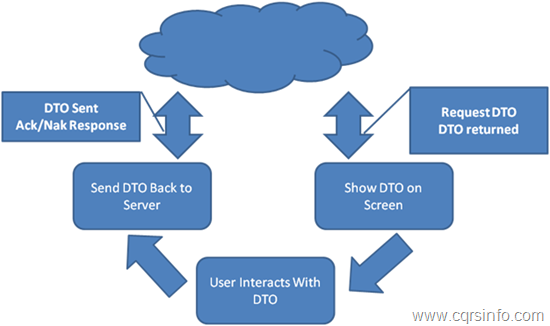 DTO Sent
Ack/Nak Response
Request DTO
DTO returned
Send DTO Back to
Server
Show DTO on
Screen
User Interacts With
DTO
www.cqrsinfo.com